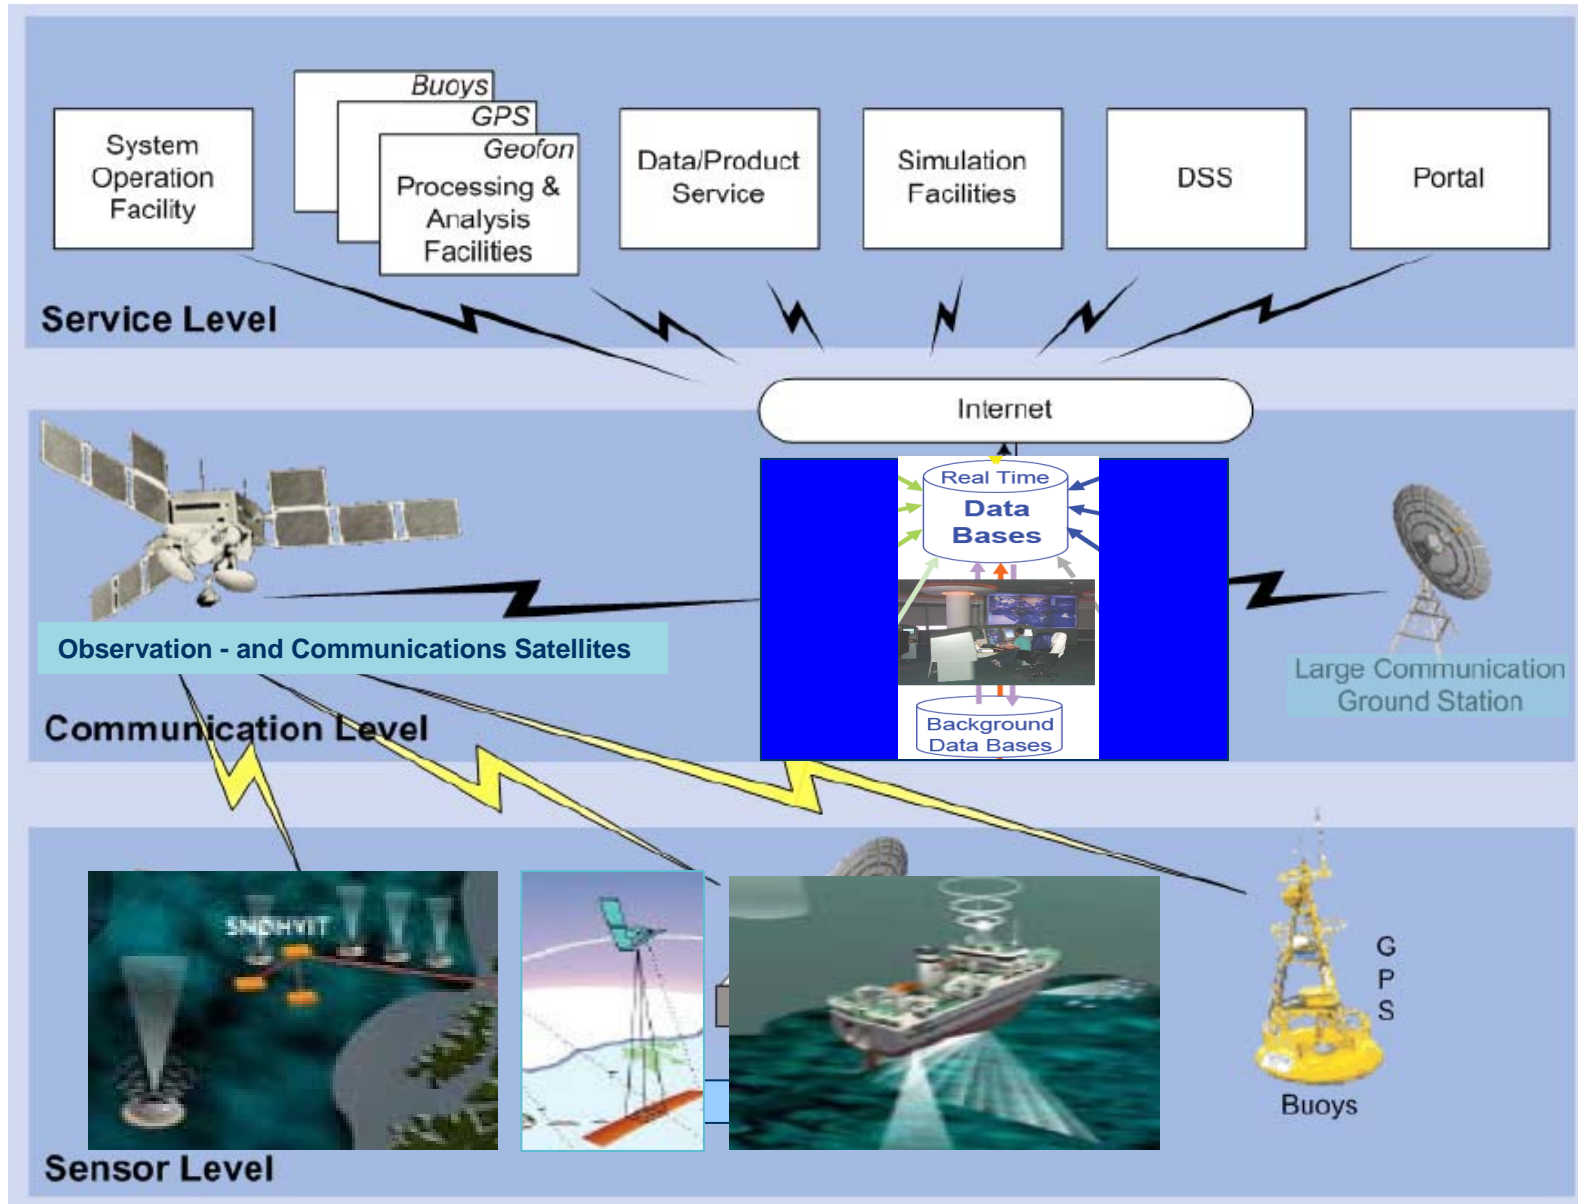 Buoys
GPS
Geofon
System
Operation
Facility
Processing &
Analysis
Facilities
Data/Product
Service
Simulation
Facilities
DSS
Portal
Service Level
Internet
Real Time
Data
Bases
Observation - and Communications Satellites
Large Communication
Ground Station
Background
Data Bases
Communication Level
SNØHVIT
G
P
S
Buoys
Sensor Level